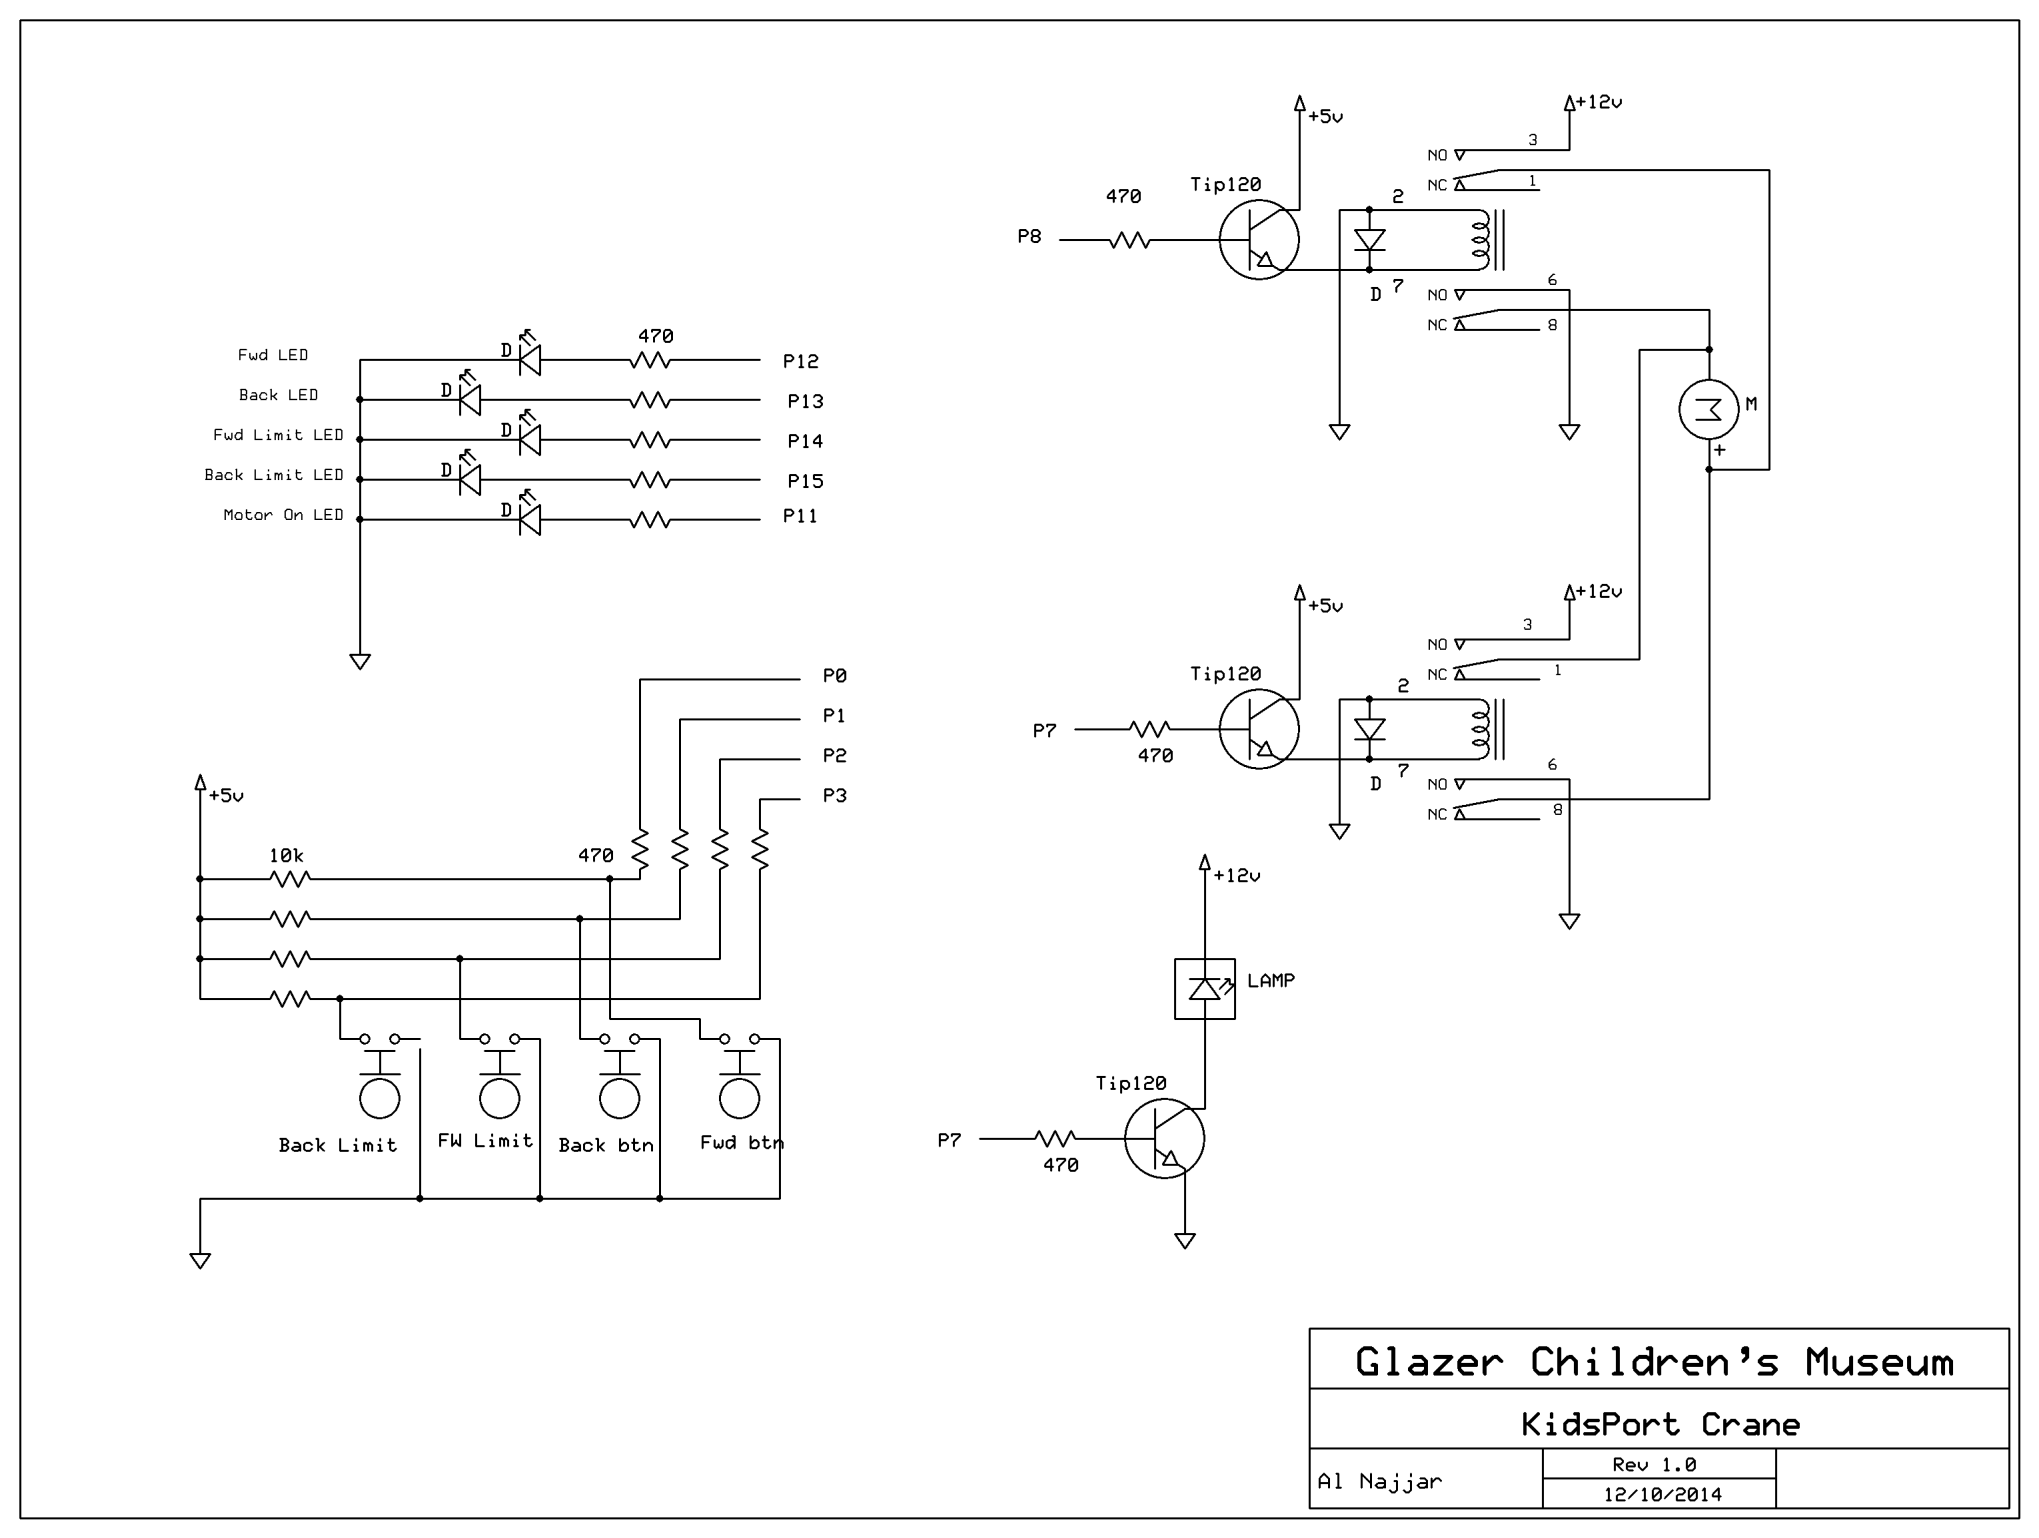 Fwd LED
D
470
P12
Back LED
D
P13
Fwd Limit LED
D
P14
Back Limit LED
D
P15
Motor On LED
D
P11
P0
P1
P2
P3
+5v
10k
470
Back Limit
FW Limit
Back btn
Fwd btn
+5v
Tip120
470
P8
2
7
D
+12v
3
NO
NC
1
6
NO
NC
8
M
+
+5v
Tip120
P7
470
2
7
D
+12v
3
NO
NC
1
6
NO
NC
8
+12v
LAMP
Tip120
P7
470
Glazer Children's Museum
KidsPort Crane
Al Najjar
Rev 1.0
12/10/2014